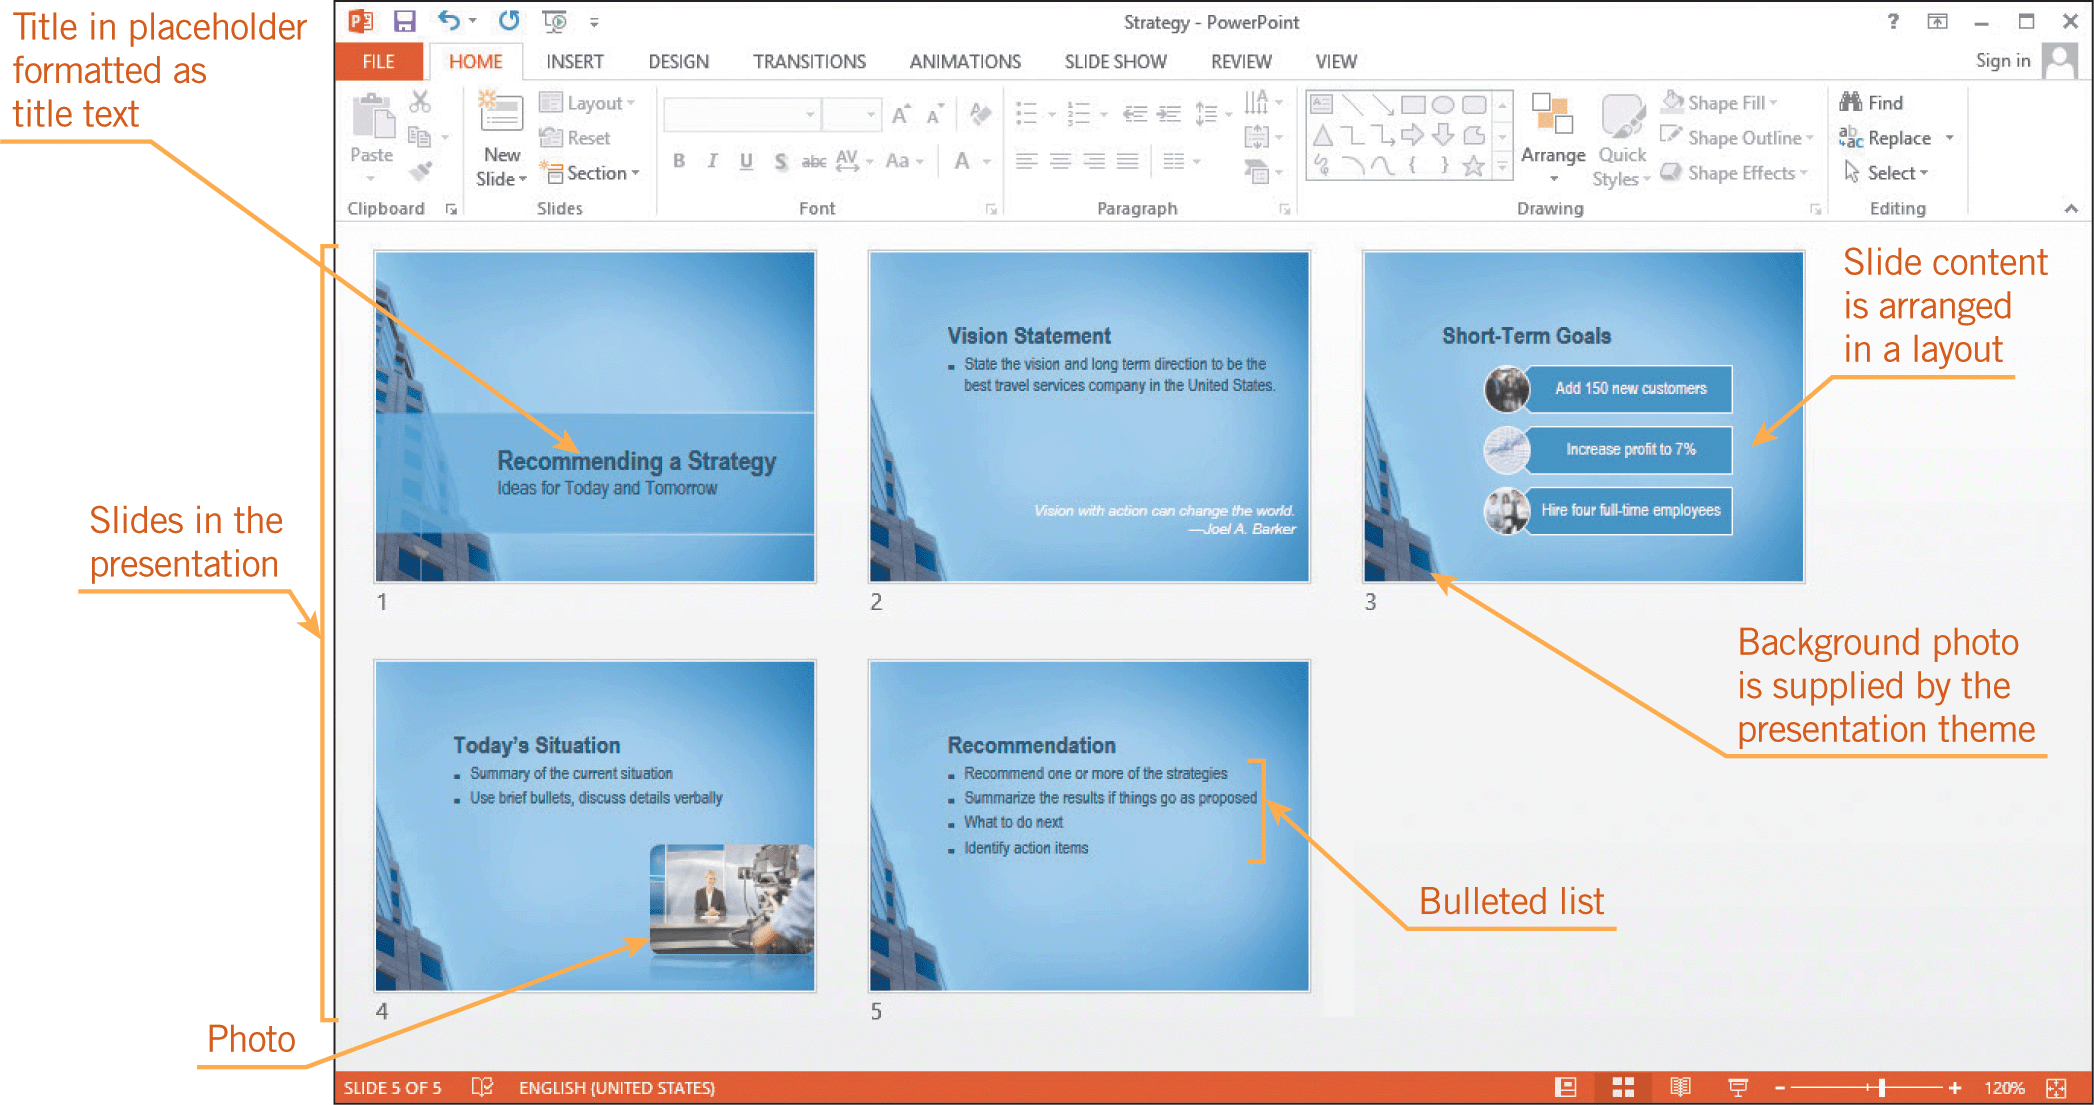 Title in placeholder
formatted as
title text
Strategy - PowerPoint
?
Sign in
FILE
HOME
INSERT
DESIGN
TRANSITIONS
ANIMATIONS
SLIDE SHOW
REVIEW
VIEW
Paste
Clipboard
New
Slide
Layout
Reset
Section
Slides
A A
B I U S abc AV Aa A
Font
Paragraph
Arrange
Quick
Styles
Shape Fill
Shape Outline
Shape Effects
Drawing
Find
ab
ac
Replace
Select
Editing
Recommending a Strategy
Ideas for Today and Tomorrow
1
Vision Statement
State the vision and long term direction to be the
best travel services company in the United States.
Vision with action can change the world.
—Joel A. Barker
2
Short-Term Goals
Add 150 new customers
Increase profit to 7%
Hire four full-time employees
3
Slide content
is arranged
in a layout
Slides in the
presentation
Background photo
is supplied by the
presentation theme
Today’s Situation
Summary of the current situation
Use brief bullets, discuss details verbally
4
Recommendation
Recommend one or more of the strategies
Summarize the results if things go as proposed
What to do next
Identify action items
5
Bulleted list
Photo
SLIDE 5 OF 5
ENGLISH (UNITED STATES)
120%